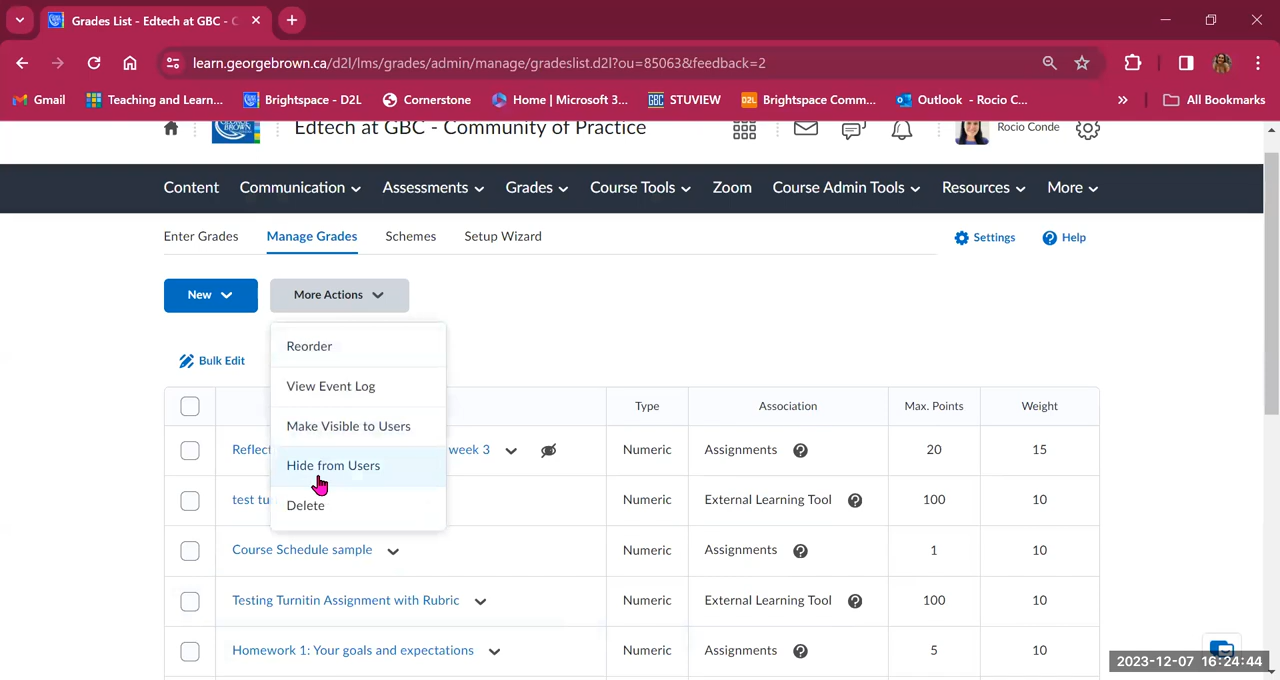 Grades List - Edtech at GBC - C
learn.georgebrown.ca/d2l/lms/grades/admin/manage/gradeslist.d2l?ou=85063&feedback=2
Gmail Teaching and Learn... Brightspace - D2L Cornerstone Home | Microsoft 3... GBC STUVIEW D2L Brightspace Comm... Outlook - Rocio C... » All Bookmarks
Edtech at GBC - Community of Practice Rocio Conde
Content Communication Assessments Grades Course Tools Zoom Course Admin Tools Resources More
Enter Grades Manage Grades Schemes Setup Wizard Settings Help
New More Actions
Reorder
Bulk Edit
View Event Log
Type Association Max. Points Weight
Make Visible to Users
Reflect week 3 Numeric Assignments 20 15
Hide from Users
test tu Numeric External Learning Tool 100 10
Delete
Course Schedule sample Numeric Assignments 1 10
Testing Turnitin Assignment with Rubric Numeric External Learning Tool 100 10
Homework 1: Your goals and expectations Numeric Assignments 5 10
2023-12-07 16:24:44